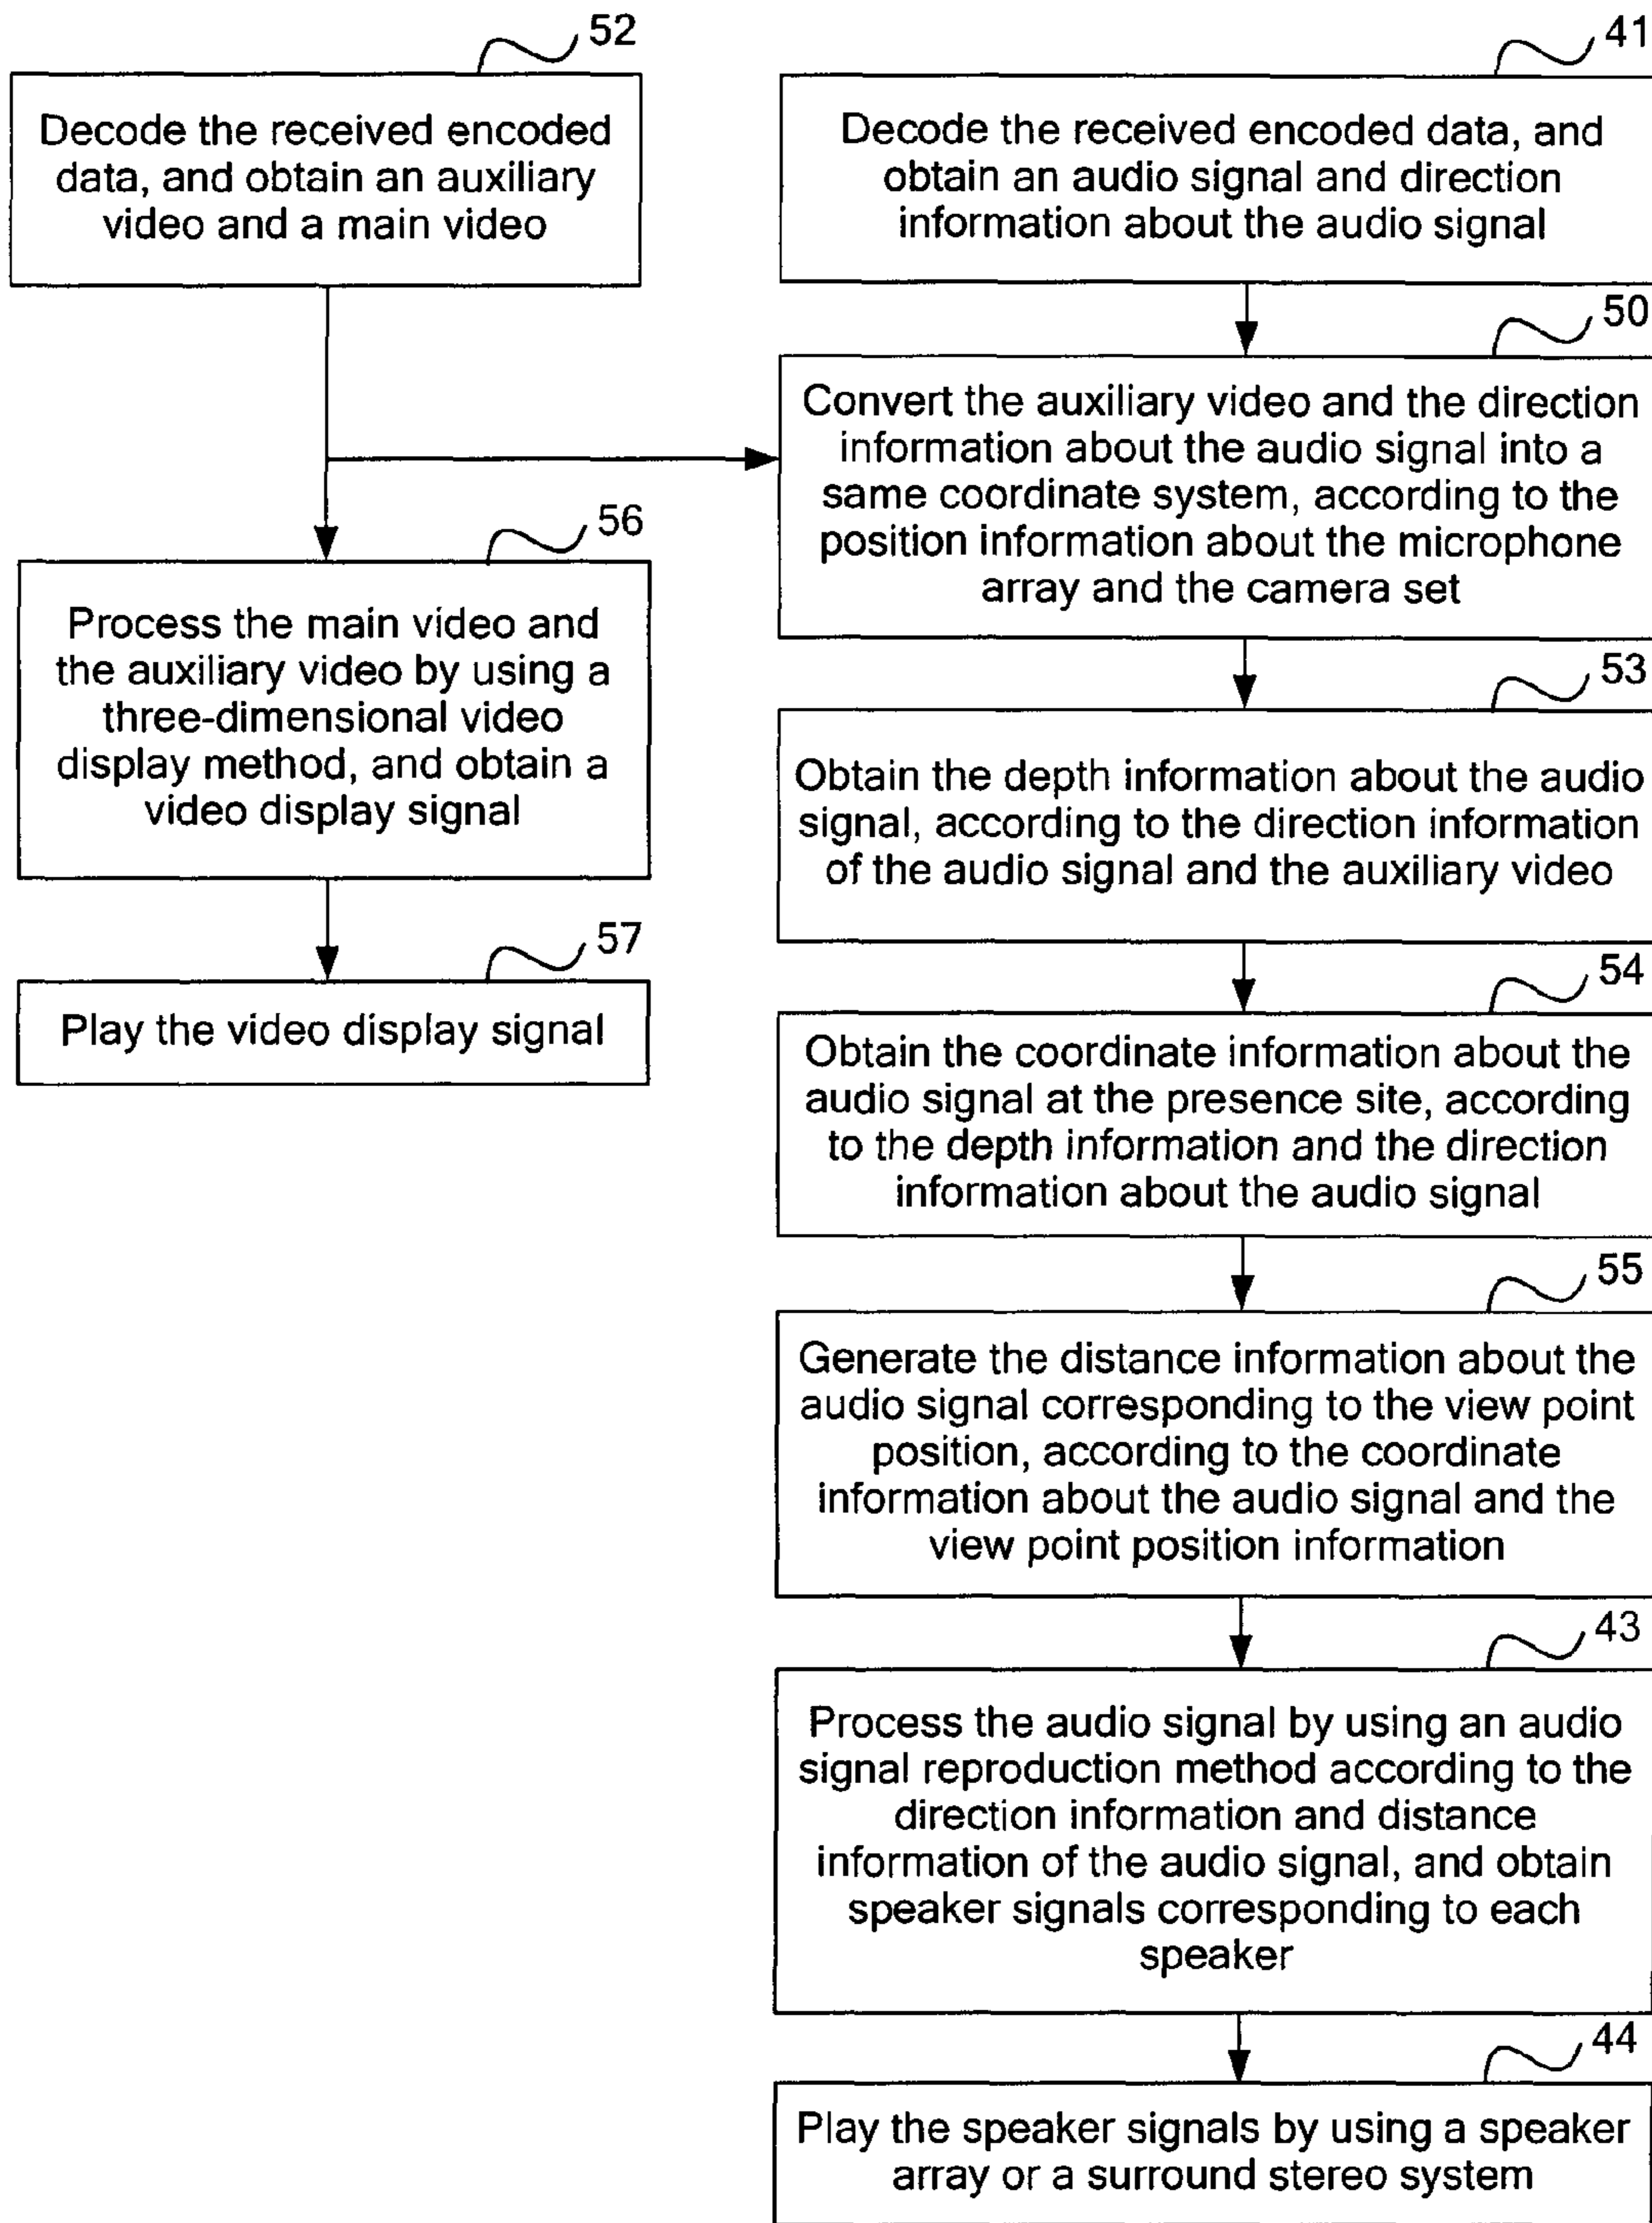 52
Decode the received encoded
data, and obtain an auxiliary
video and a main video
56
Process the main video and
the auxiliary video by using a
three-dimensional video
display method, and obtain a
video display signal
57
Play the video display signal
41
Decode the received encoded data, and
obtain an audio signal and direction
information about the audio signal
50
Convert the auxiliary video and the direction
information about the audio signal into a
same coordinate system, according to the
position information about the microphone
array and the camera set
53
Obtain the depth information about the audio
signal, according to the direction information
of the audio signal and the auxiliary video
54
Obtain the coordinate information about the
audio signal at the presence site, according
to the depth information and the direction
information about the audio signal
55
Generate the distance information about the
audio signal corresponding to the view point
position, according to the coordinate
information about the audio signal and the
view point position information
43
Process the audio signal by using an audio
signal reproduction method according to the
direction information and distance
information of the audio signal, and obtain
speaker signals corresponding to each
speaker
44
Play the speaker signals by using a speaker
array or a surround stereo system